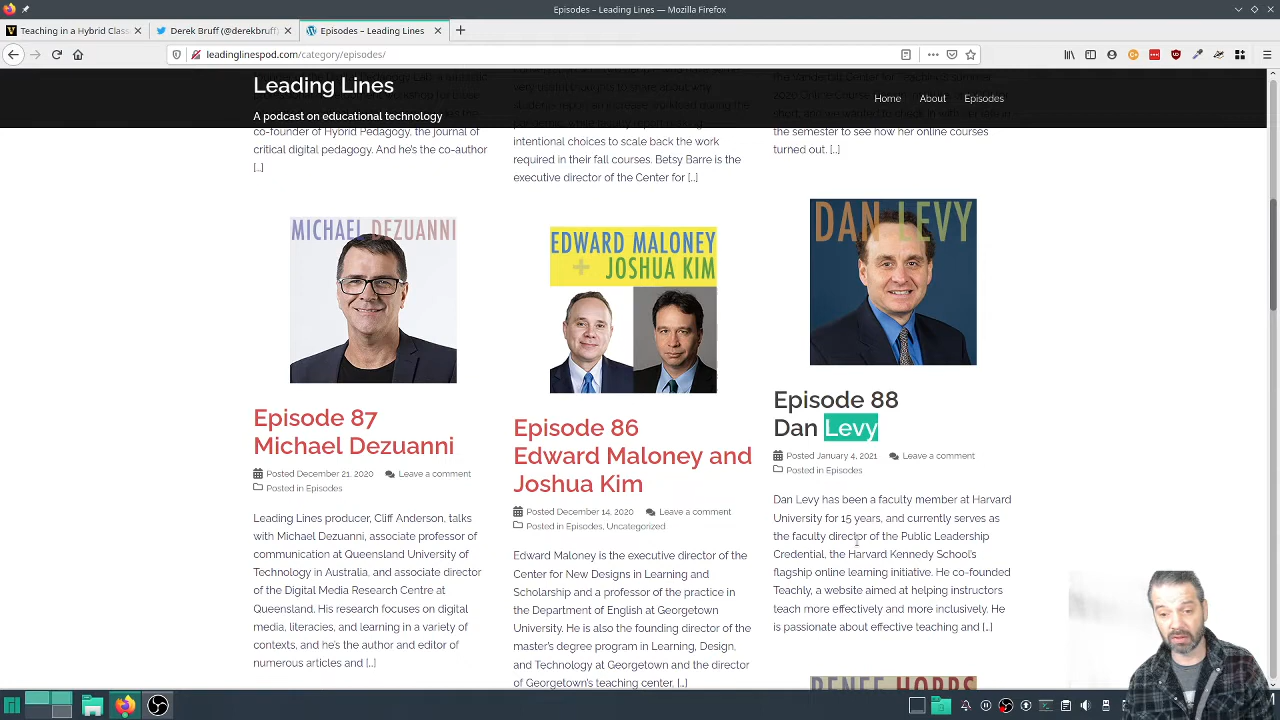 Episodes – Leading Lines — Mozilla Firefox
Teaching in a Hybrid Class
Derek Bruff (@derekbruff)
Episodes – Leading Lines
leadinglinespod.com/category/episodes/
Leading Lines
A podcast on educational technology
Home About Episodes
co-founder of Hybrid Pedagogy, the journal of
critical digital pedagogy. And he's the co-author
[…]
intentional choices to scale back the work
required in their fall courses. Betsy Barre is the
executive director of the Center for […]
the semester to see how her online courses
turned out. […]
MICHAEL DEZUANNI
Episode 87
Michael Dezuanni
Posted December 21, 2020 Leave a comment
Posted in Episodes
Leading Lines producer, Cliff Anderson, talks
with Michael Dezuanni, associate professor of
communication at Queensland University of
Technology in Australia, and associate director
of the Digital Media Research Centre at
Queensland. His research focuses on digital
media, literacies, and learning in a variety of
contexts, and he's the author and editor of
numerous articles and […]
EDWARD MALONEY
+ JOSHUA KIM
Episode 86
Edward Maloney and
Joshua Kim
Posted December 14, 2020 Leave a comment
Posted in Episodes, Uncategorized
Edward Maloney is the executive director of the
Center for New Designs in Learning and
Scholarship and a professor of the practice in
the Department of English at Georgetown
University. He is also the founding director of the
master's degree program in Learning, Design,
and Technology at Georgetown and the director
of Georgetown's teaching center, […]
DAN LEVY
Episode 88
Dan Levy
Posted January 4, 2021 Leave a comment
Posted in Episodes
Dan Levy has been a faculty member at Harvard
University for 15 years, and currently serves as
the faculty director of the Public Leadership
Credential, the Harvard Kennedy School's
flagship online learning initiative. He co-founded
Teachly, a website aimed at helping instructors
teach more effectively and more inclusively. He
is passionate about effective teaching and […]
RENEE HOBBS